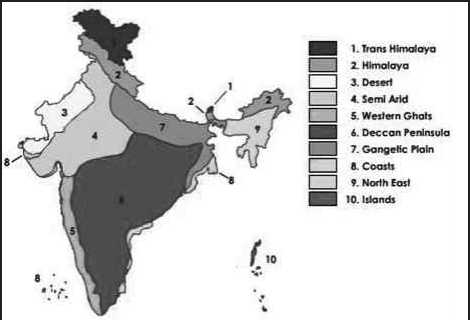 1
2
2
1
2
3
4
7
9
8
8
6
5
8
10
1. Trans Himalaya
2. Himalaya
3. Desert
4. Semi Arid
5. Western Ghats
6. Deccan Peninsula
7. Gangetic Plain
8. Coasts
9. North East
10. Islands